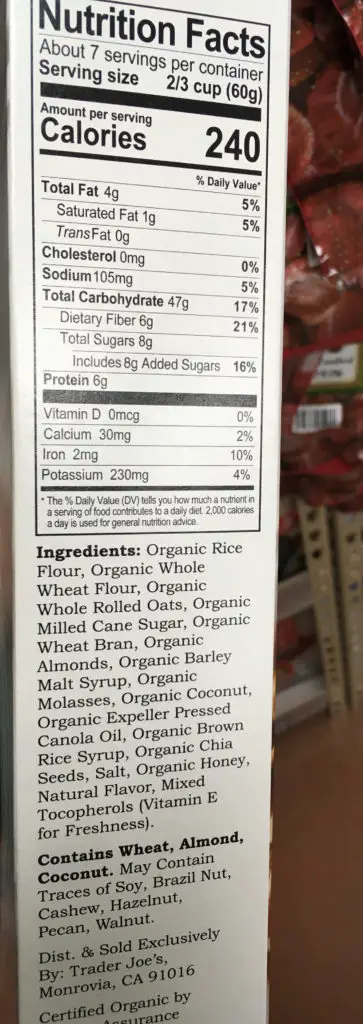 Nutrition Facts
About 7 servings per container
Serving size 2/3 cup (60g)
Amount per serving
Calories 240
% Daily Value*
Total Fat 4g 5%
Saturated Fat 1g 5%
Trans Fat 0g
Cholesterol 0mg 0%
Sodium 105mg 5%
Total Carbohydrate 47g 17%
Dietary Fiber 6g 21%
Total Sugars 8g
Includes 8g Added Sugars 16%
Protein 6g
Vitamin D 0mcg 0%
Calcium 30mg 2%
Iron 2mg 10%
Potassium 230mg 4%
* The % Daily Value (DV) tells you how much a nutrient in
a serving of food contributes to a daily diet. 2,000 calories
a day is used for general nutrition advice.
Ingredients: Organic Rice
Flour, Organic Whole
Wheat Flour, Organic
Whole Rolled Oats, Organic
Milled Cane Sugar, Organic
Wheat Bran, Organic
Almonds, Organic Barley
Malt Syrup, Organic
Molasses, Organic Coconut,
Organic Expeller Pressed
Canola Oil, Organic Brown
Rice Syrup, Organic Chia
Seeds, Salt, Organic Honey,
Natural Flavor, Mixed
Tocopherols (Vitamin E
for Freshness).
Contains Wheat, Almond,
Coconut. May Contain
Traces of Soy, Brazil Nut,
Cashew, Hazelnut,
Pecan, Walnut.
Dist. & Sold Exclusively
By: Trader Joe's,
Monrovia, CA 91016
Certified Organic by
Assurance